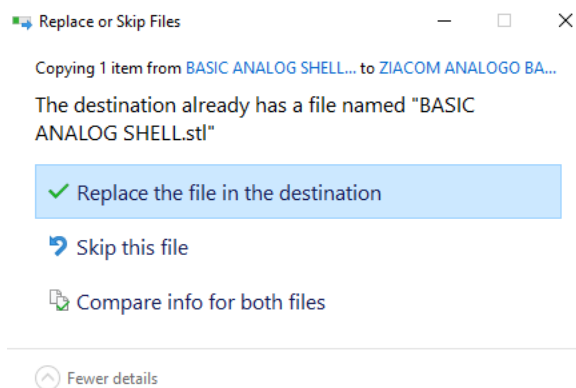 Replace or Skip Files
Copying 1 item from BASIC ANALOG SHELL... to ZIACOM ANALOGO BA...
The destination already has a file named "BASIC
ANALOG SHELL.stl"
Replace the file in the destination
Skip this file
Compare info for both files
Fewer details